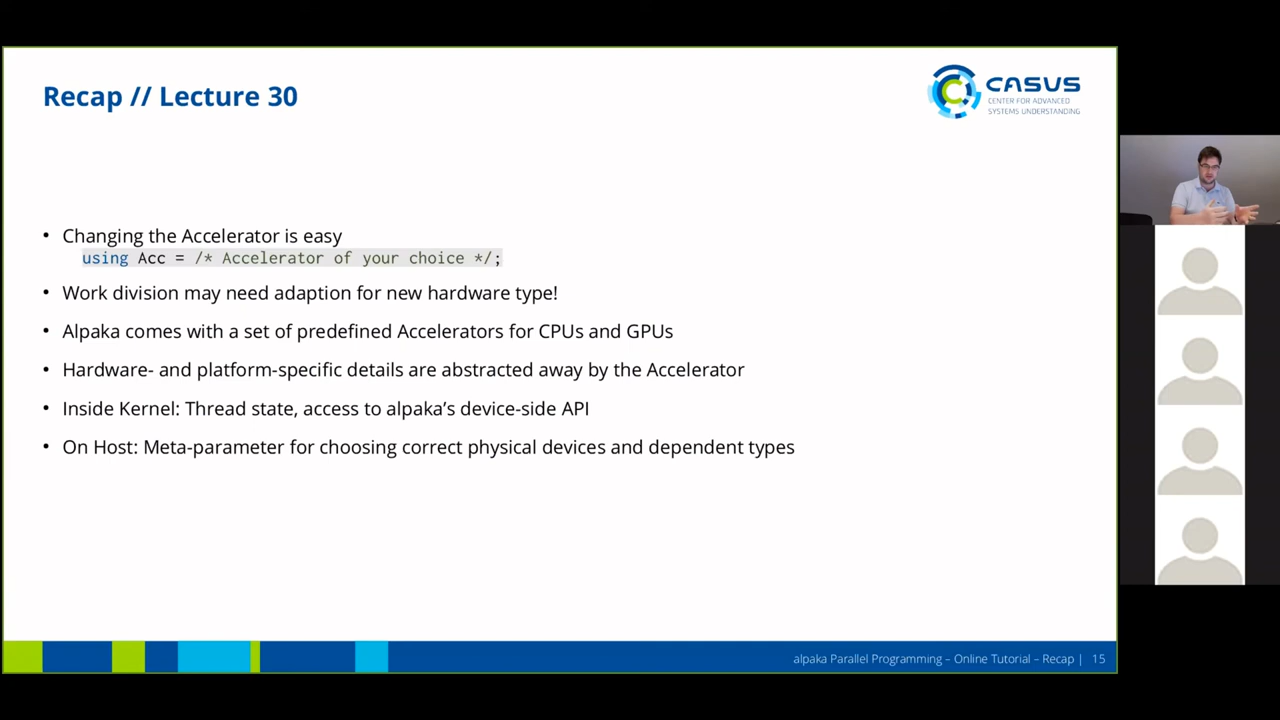 Recap // Lecture 30
CASUS
CENTER FOR ADVANCED
SYSTEMS UNDERSTANDING
• Changing the Accelerator is easy
using Acc = /* Accelerator of your choice */;
• Work division may need adaption for new hardware type!
• Alpaka comes with a set of predefined Accelerators for CPUs and GPUs
• Hardware- and platform-specific details are abstracted away by the Accelerator
• Inside Kernel: Thread state, access to alpaka's device-side API
• On Host: Meta-parameter for choosing correct physical devices and dependent types
alpaka Parallel Programming – Online Tutorial – Recap | 15